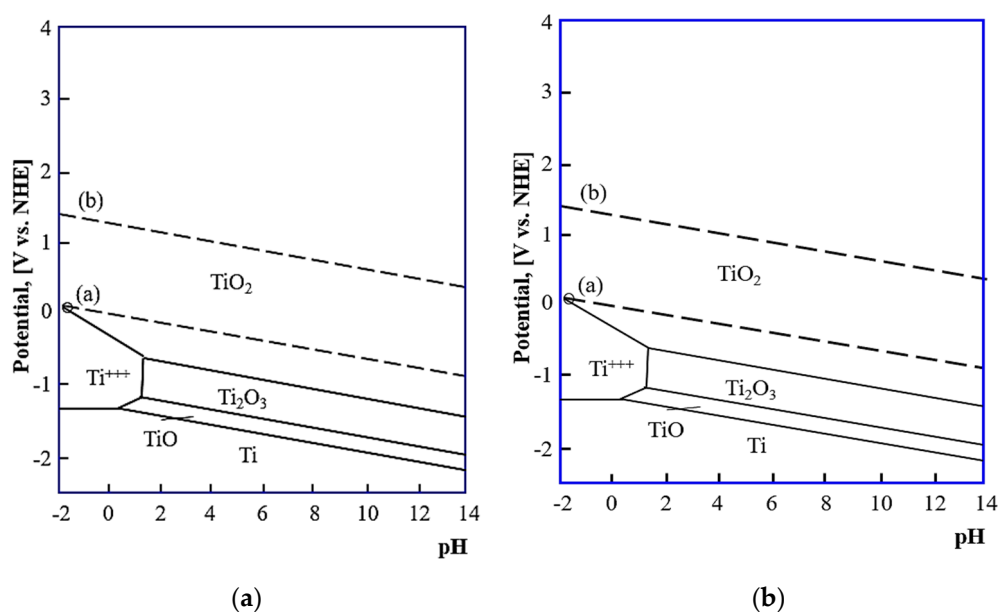 4
3
2
1
0
-1
-2
Potential, [V vs. NHE]
(b)
TiO₂
(a)
Ti⁺⁺⁺
Ti₂O₃
TiO
Ti
-2 0 2 4 6 8 10 12 14
pH
(a)
4
3
2
1
0
-1
-2
Potential, [V vs. NHE]
(b)
TiO₂
(a)
Ti⁺⁺⁺
Ti₂O₃
TiO
Ti
-2 0 2 4 6 8 10 12 14
pH
(b)